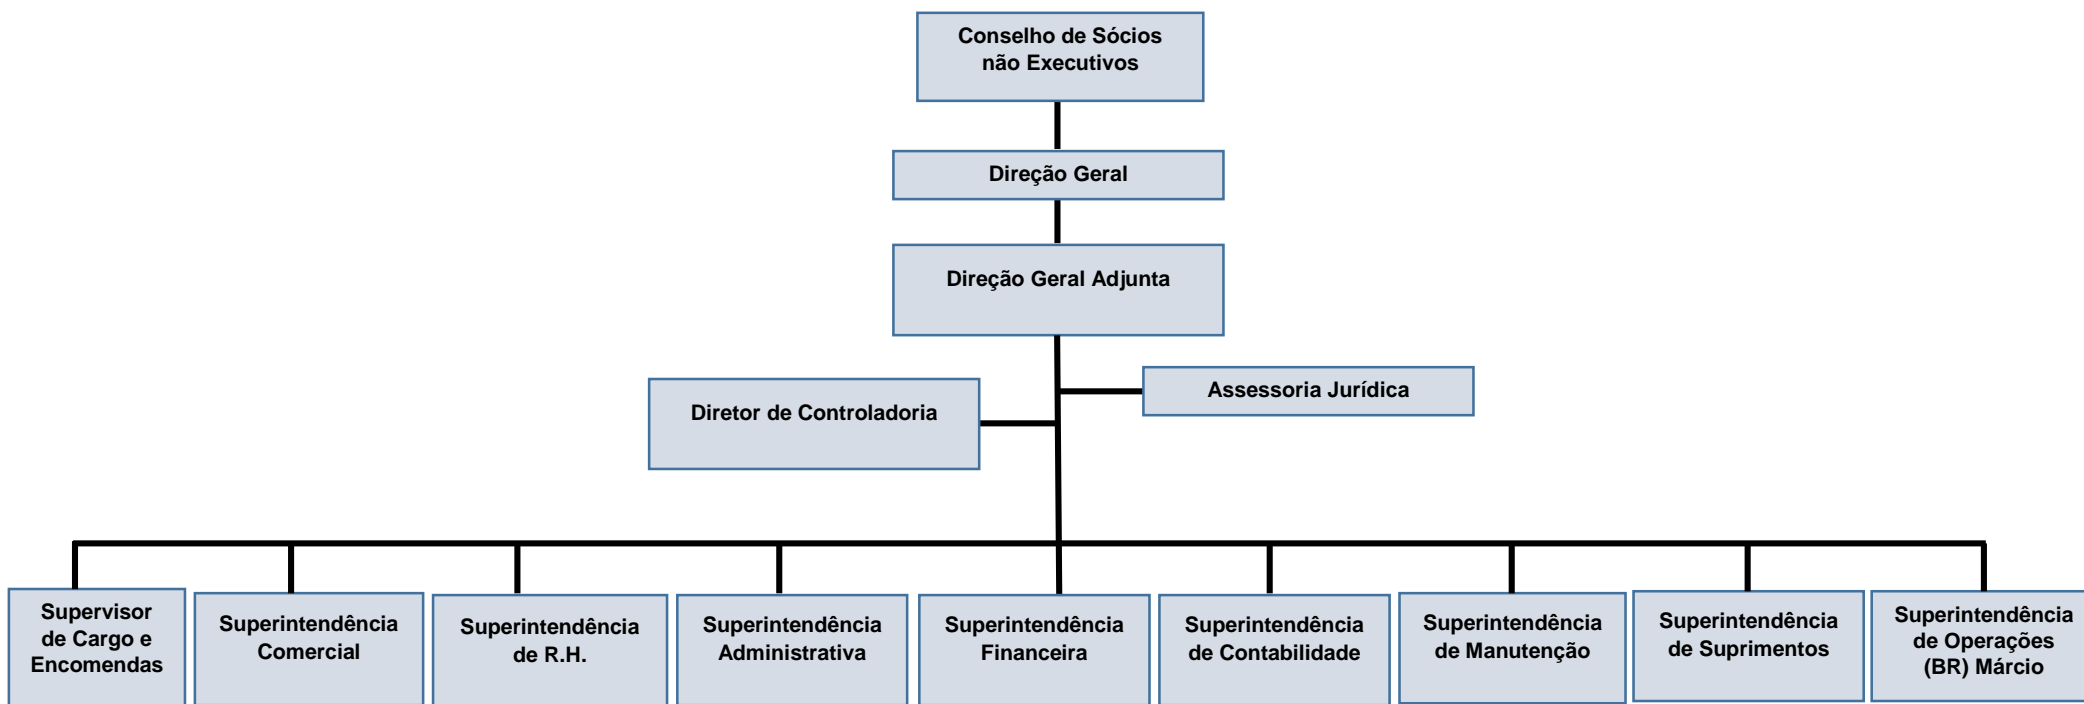 Conselho de Sócios
não Executivos
Direção Geral
Direção Geral Adjunta
Assessoria Jurídica
Diretor de Controladoria
Supervisor
de Cargo e
Encomendas
Superintendência
Comercial
Superintendência
de R.H.
Superintendência
Administrativa
Superintendência
Financeira
Superintendência
de Contabilidade
Superintendência
de Manutenção
Superintendência
de Suprimentos
Superintendência
de Operações
(BR) Márcio